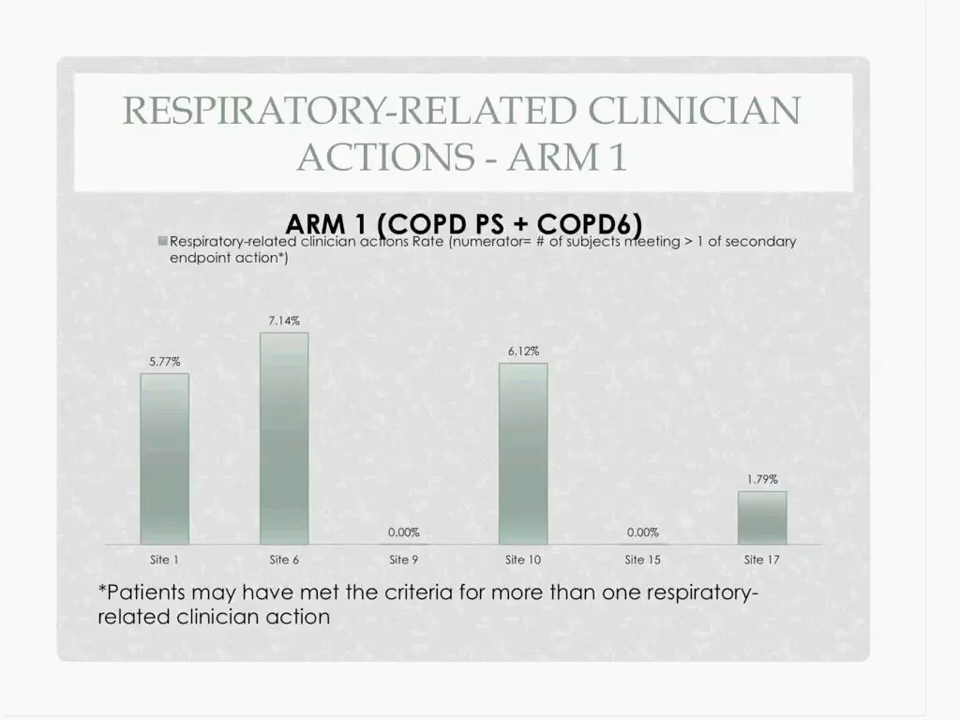 RESPIRATORY-RELATED CLINICIAN
ACTIONS - ARM 1
ARM 1 (COPD PS + COPD6)
Respiratory-related clinician actions Rate (numerator= # of subjects meeting > 1 of secondary
endpoint action*)
7.14%
6.12%
5.77%
1.79%
0.00% 0.00%
Site 1 Site 6 Site 9 Site 10 Site 15 Site 17
*Patients may have met the criteria for more than one respiratory-
related clinician action